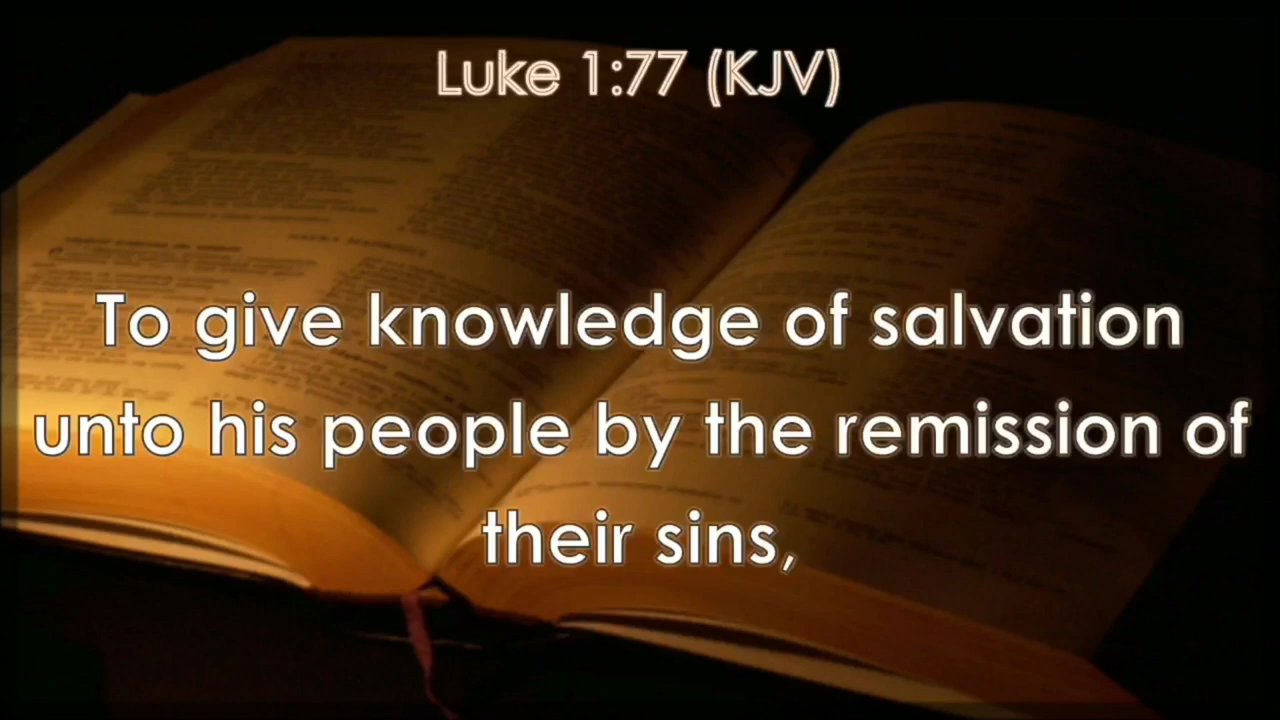 Luke 1:77 (KJV)
To give knowledge of salvation
unto his people by the remission of
their sins,